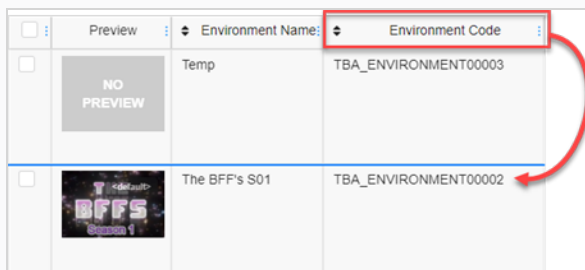 Preview Environment Name Environment Code
NO
PREVIEW
Temp TBA_ENVIRONMENT00003
The BFF's S01 TBA_ENVIRONMENT00002
T <default>
BFFS
Season 1